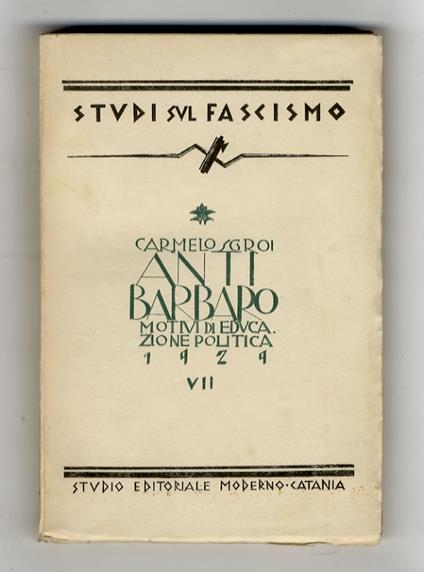 STVDI SVL FASCISMO
CARMELO SGROI
ANTI
BARBARO
MOTIVI DI EDVCA.
ZIONE POLITICA
1929
VII
STVDIO EDITORIALE MODERNO·CATANIA